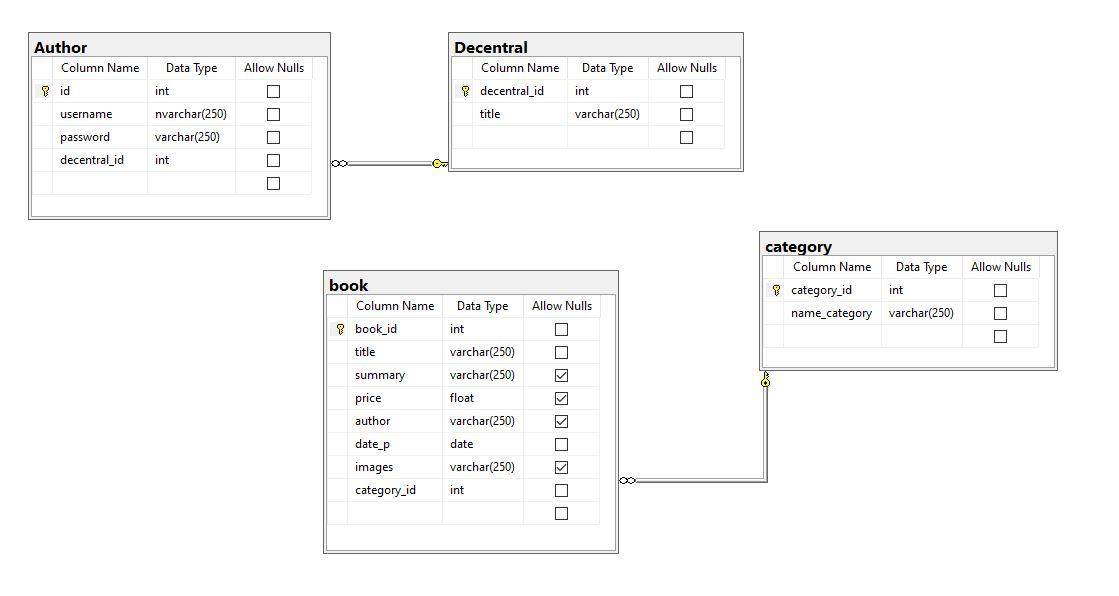 Author
Column Name Data Type Allow Nulls
id int
username nvarchar(250)
password varchar(250)
decentral_id int
Decentral
Column Name Data Type Allow Nulls
decentral_id int
title varchar(250)
category
Column Name Data Type Allow Nulls
category_id int
name_category varchar(250)
book
Column Name Data Type Allow Nulls
book_id int
title varchar(250)
summary varchar(250)
price float
author varchar(250)
date_p date
images varchar(250)
category_id int